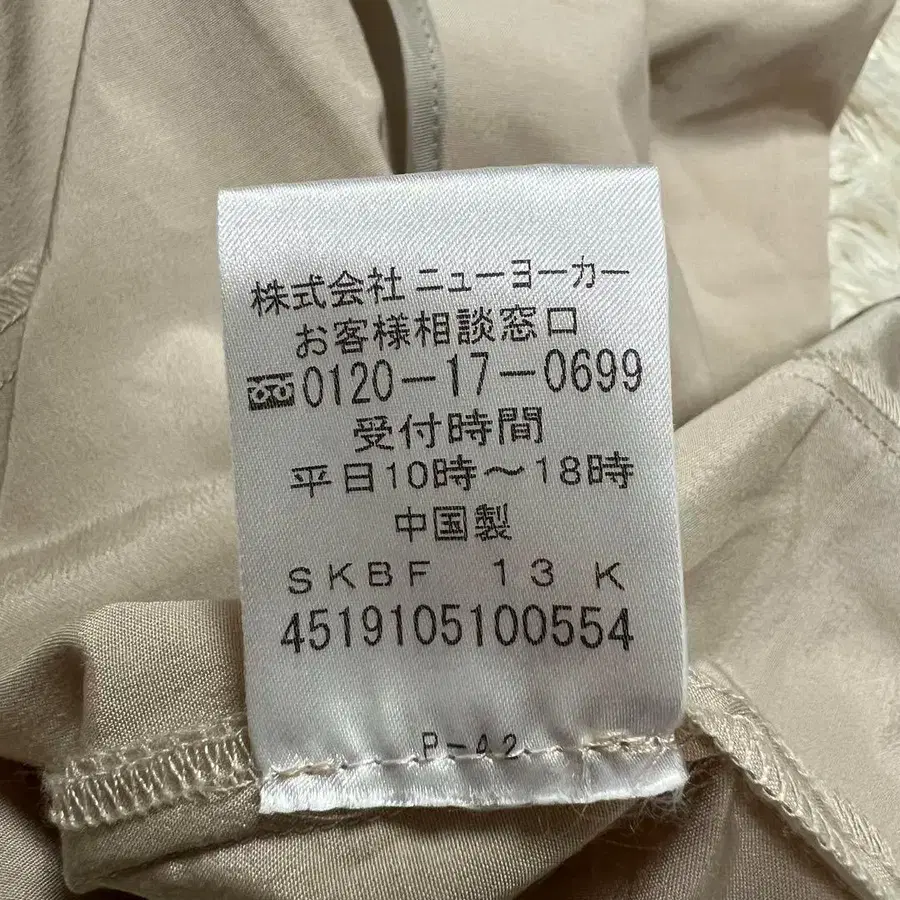 株式会社 ニューヨーカー
お客様相談窓口
0120-17-0699
受付時間
平日10時～18時
中国製
SKBF 13 K
4519105100554
P-A2